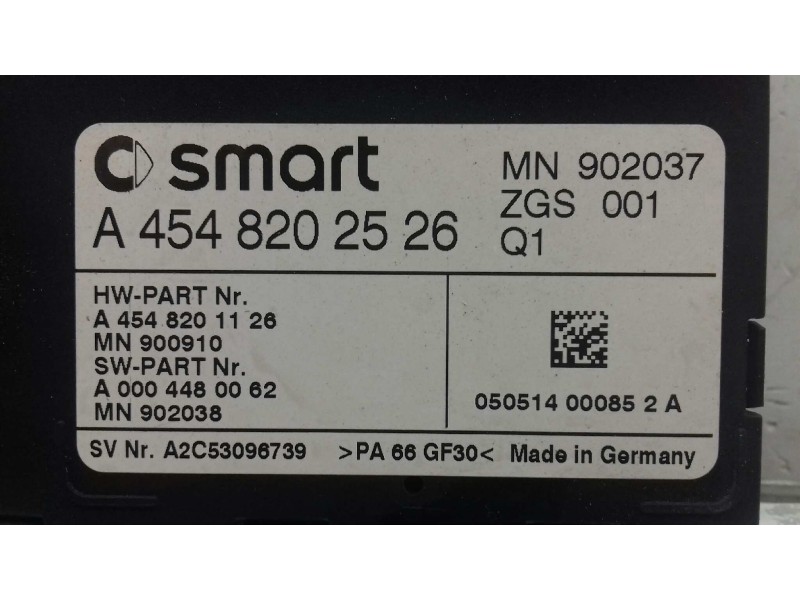 smart
MN 902037
A 454 820 25 26
ZGS 001
Q1
HW-PART Nr.
A 454 820 11 26
MN 900910
SW-PART Nr.
A 000 448 00 62
MN 902038
050514 00085 2 A
SV Nr. A2C53096739 >PA 66 GF30< Made in Germany